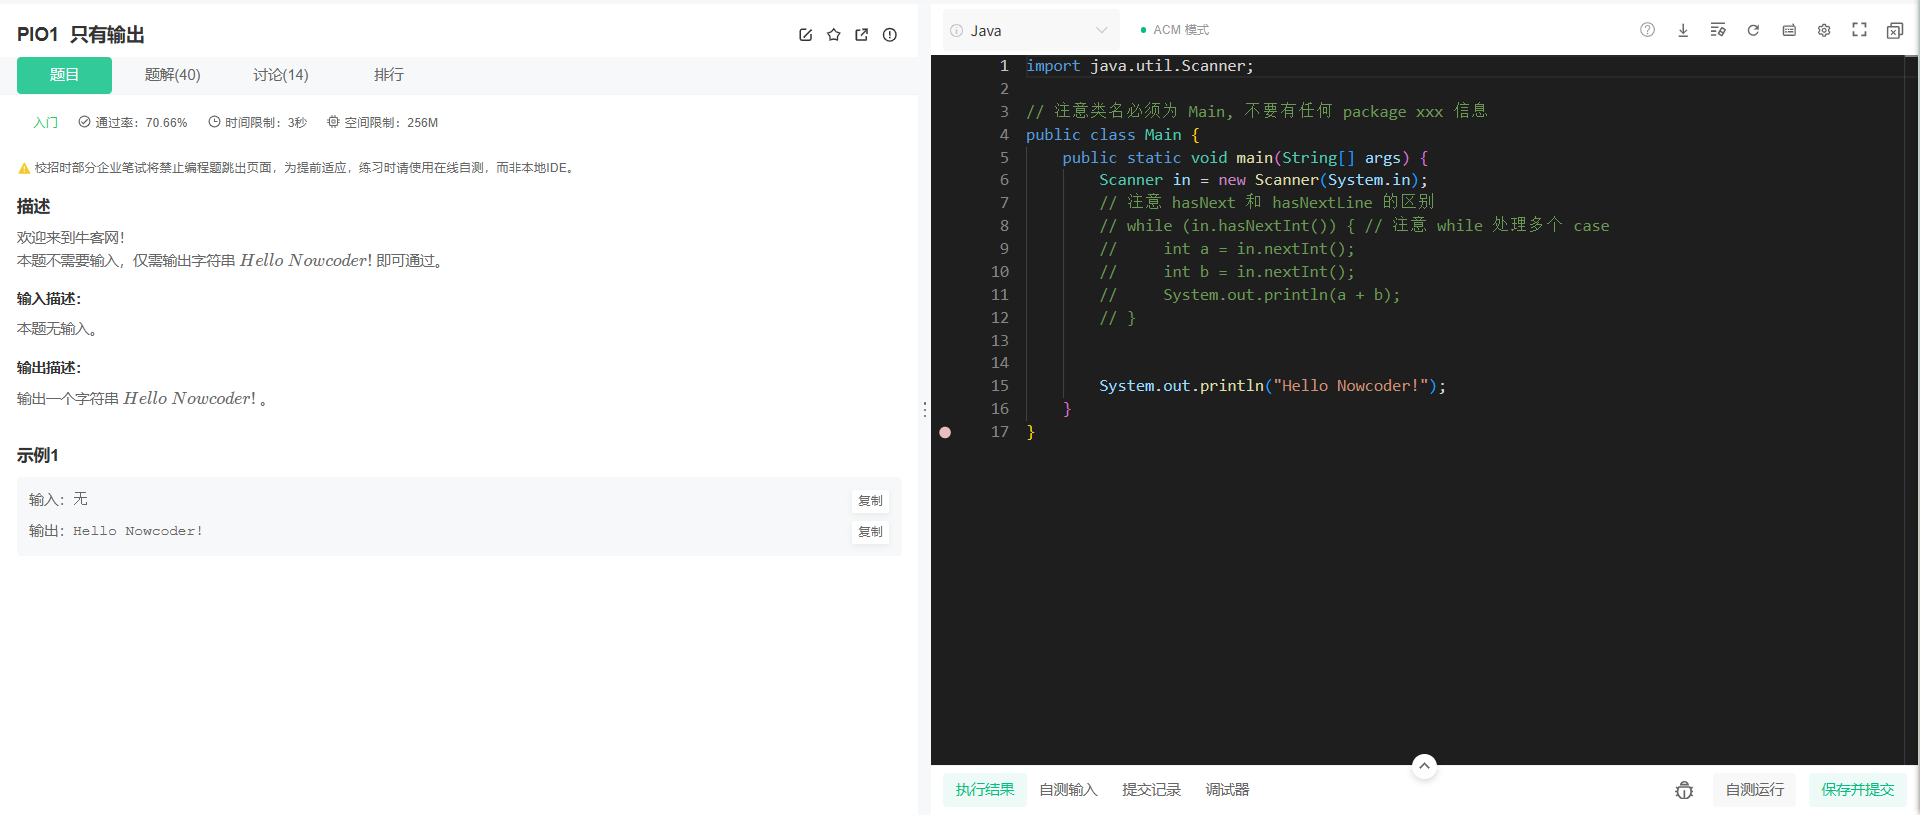 PIO1 只有输出
题目 题解(40) 讨论(14) 排行
入门 通过率：70.66% 时间限制：3秒 空间限制：256M
校招时部分企业笔试将禁止编程题跳出页面，为提前适应，练习时请使用在线自测，而非本地IDE。
描述
欢迎来到牛客网！
本题不需要输入，仅需输出字符串 Hello Nowcoder! 即可通过。
输入描述：
本题无输入。
输出描述：
输出一个字符串 Hello Nowcoder! 。
示例1
输入：无 复制
输出：Hello Nowcoder! 复制
Java ACM 模式
1 import java.util.Scanner;
2
3 // 注意类名必须为 Main, 不要有任何 package xxx 信息
4 public class Main {
5     public static void main(String[] args) {
6         Scanner in = new Scanner(System.in);
7         // 注意 hasNext 和 hasNextLine 的区别
8         // while (in.hasNextInt()) { // 注意 while 处理多个 case
9         //     int a = in.nextInt();
10         //     int b = in.nextInt();
11         //     System.out.println(a + b);
12         // }
13
14
15         System.out.println("Hello Nowcoder!");
16     }
17 }
执行结果 自测输入 提交记录 调试器 自测运行 保存并提交